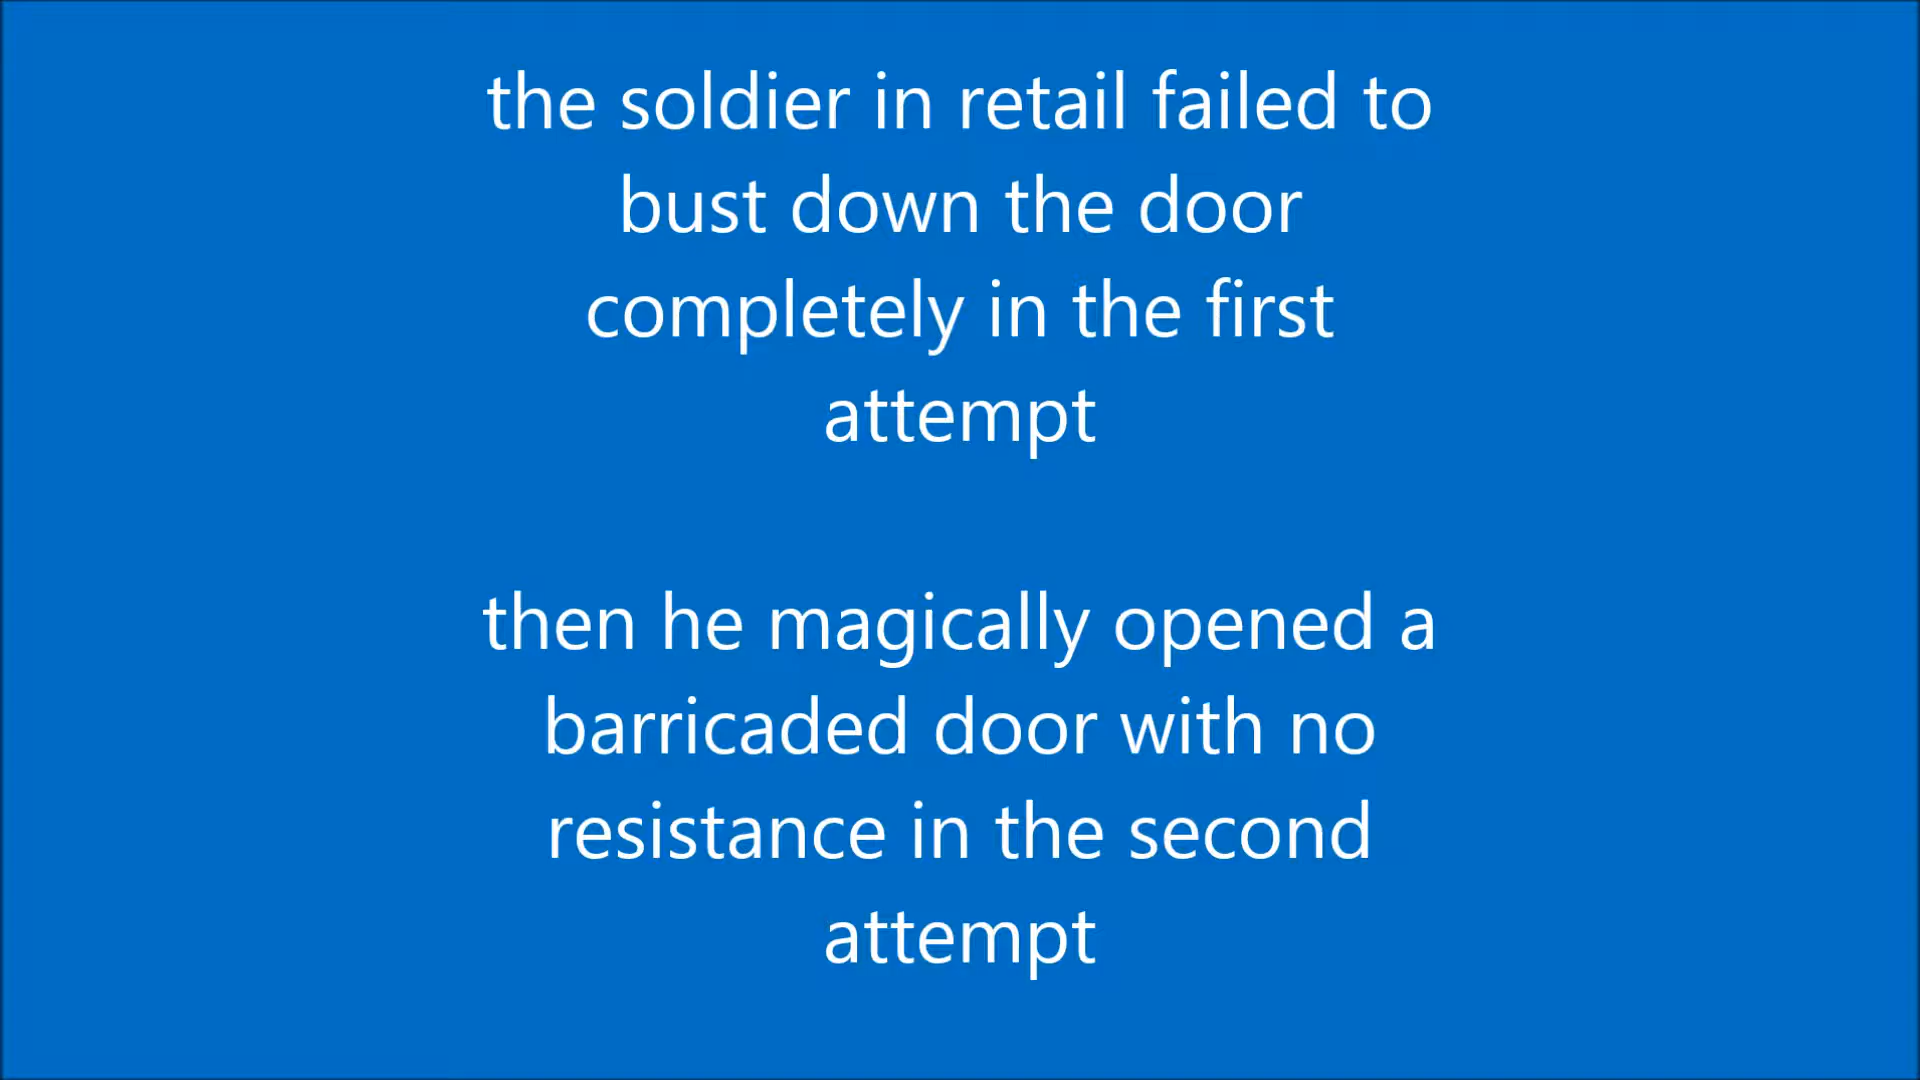 the soldier in retail failed to
bust down the door
completely in the first
attempt
then he magically opened a
barricaded door with no
resistance in the second
attempt